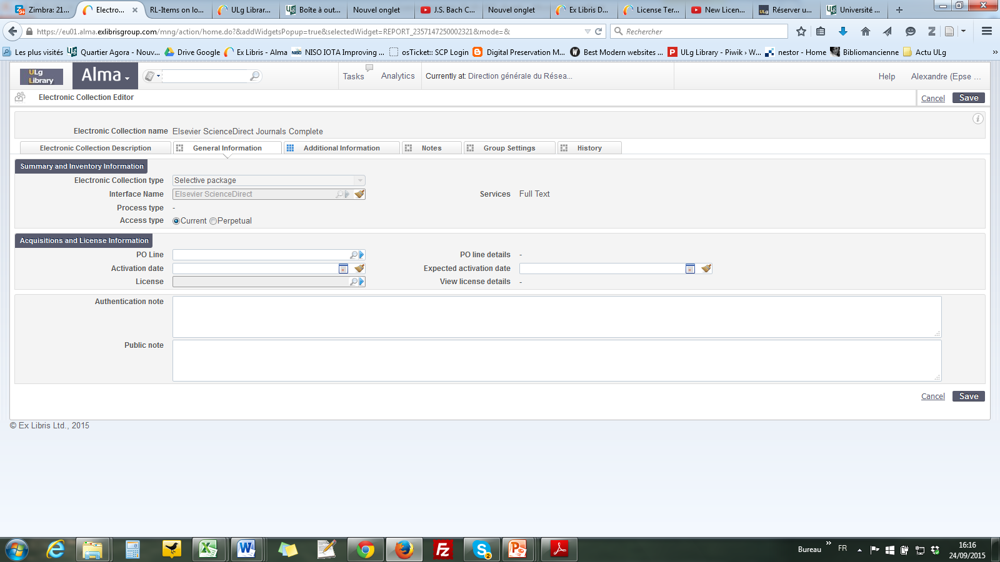 Zimbra: 21... Electro... RL-Items on lo... ULg Librar... Boîte à out... Nouvel onglet J.S. Bach C... Nouvel onglet Ex Libris D... License Ter... New Licen... Réserver u... Université ...
https://eu01.alma.exlibrisgroup.com/mng/action/home.do?&addWidgetsPopup=true&selectedWidget=REPORT_2357147250002321&mode=& Rechercher
Les plus visités Quartier Agora - Nouv... Drive Google Ex Libris - Alma NISO IOTA Improving ... osTicket:: SCP Login Digital Preservation M... Best Modern websites ... ULg Library - Piwik › W... nestor - Home Bibliomancienne Actu ULg
ULg Library Alma Tasks Analytics Currently at: Direction générale du Résea... Help Alexandre (Epse ...
Electronic Collection Editor Cancel Save
Electronic Collection name Elsevier ScienceDirect Journals Complete
Electronic Collection Description General Information Additional Information Notes Group Settings History
Summary and Inventory Information
Electronic Collection type Selective package
Interface Name Elsevier ScienceDirect Services Full Text
Process type -
Access type Current Perpetual
Acquisitions and License Information
PO Line PO line details -
Activation date Expected activation date
License View license details -
Authentication note
Public note
Cancel Save
© Ex Libris Ltd., 2015
Bureau » FR 16:16
24/09/2015